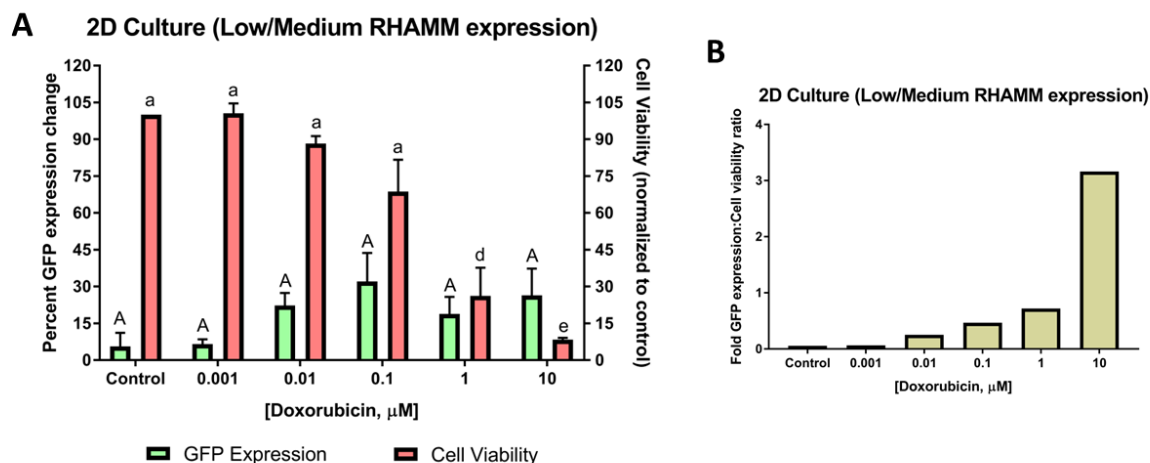 A
2D Culture (Low/Medium RHAMM expression)
Percent GFP expression change
120
105
90
75
60
45
30
15
0
A
a
A
a
A
a
A
a
A
d
A
e
120
105
90
75
60
45
30
15
0
Cell Viability (normalized to control)
Control 0.001 0.01 0.1 1 10
[Doxorubicin, μM]
GFP Expression Cell Viability
B
2D Culture (Low/Medium RHAMM expression)
Fold GFP expression:Cell viability ratio
4
3
2
1
0
Control 0.001 0.01 0.1 1 10
[Doxorubicin, μM]